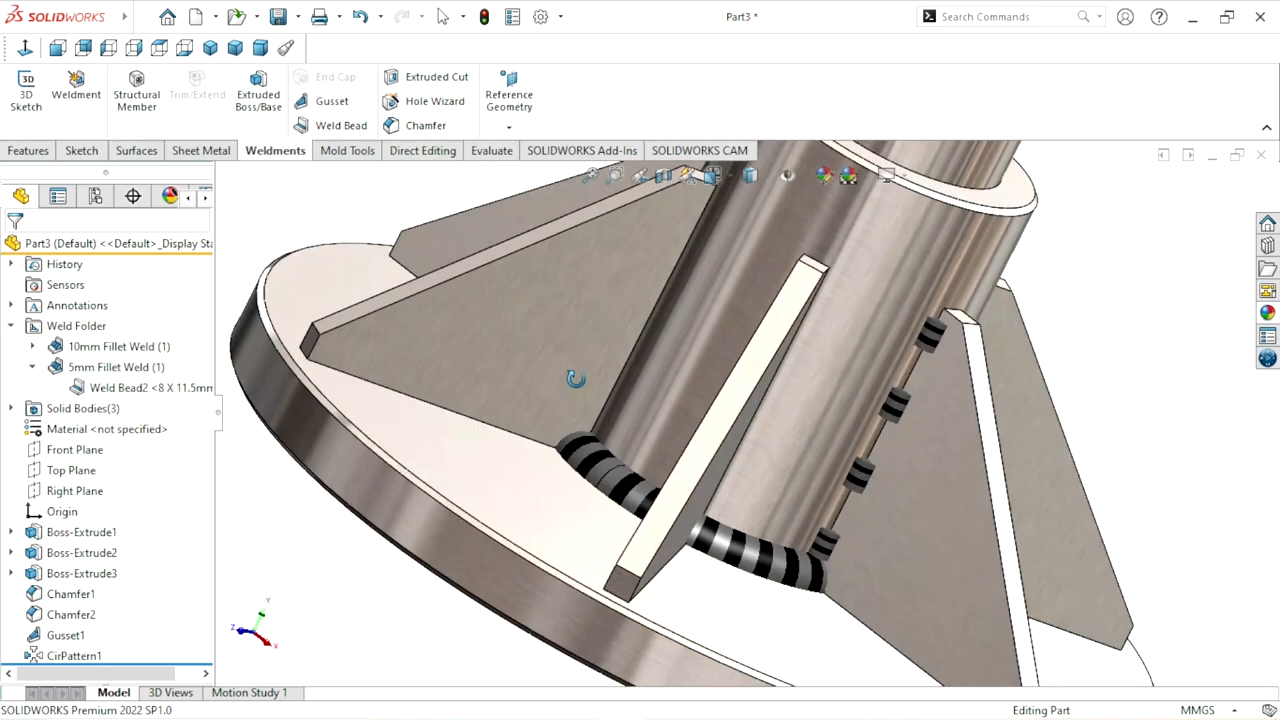 SOLIDWORKS
Part3 *
Search Commands
3D Sketch
Weldment
Structural Member
Trim/Extend
Extruded Boss/Base
End Cap
Gusset
Weld Bead
Extruded Cut
Hole Wizard
Chamfer
Reference Geometry
Features
Sketch
Surfaces
Sheet Metal
Weldments
Mold Tools
Direct Editing
Evaluate
SOLIDWORKS Add-Ins
SOLIDWORKS CAM
Part3 (Default) <<Default>_Display Sta
History
Sensors
Annotations
Weld Folder
10mm Fillet Weld (1)
5mm Fillet Weld (1)
Weld Bead2 <8 X 11.5mm
Solid Bodies(3)
Material <not specified>
Front Plane
Top Plane
Right Plane
Origin
Boss-Extrude1
Boss-Extrude2
Boss-Extrude3
Chamfer1
Chamfer2
Gusset1
CirPattern1
Y
Z
X
Model
3D Views
Motion Study 1
SOLIDWORKS Premium 2022 SP1.0
Editing Part
MMGS